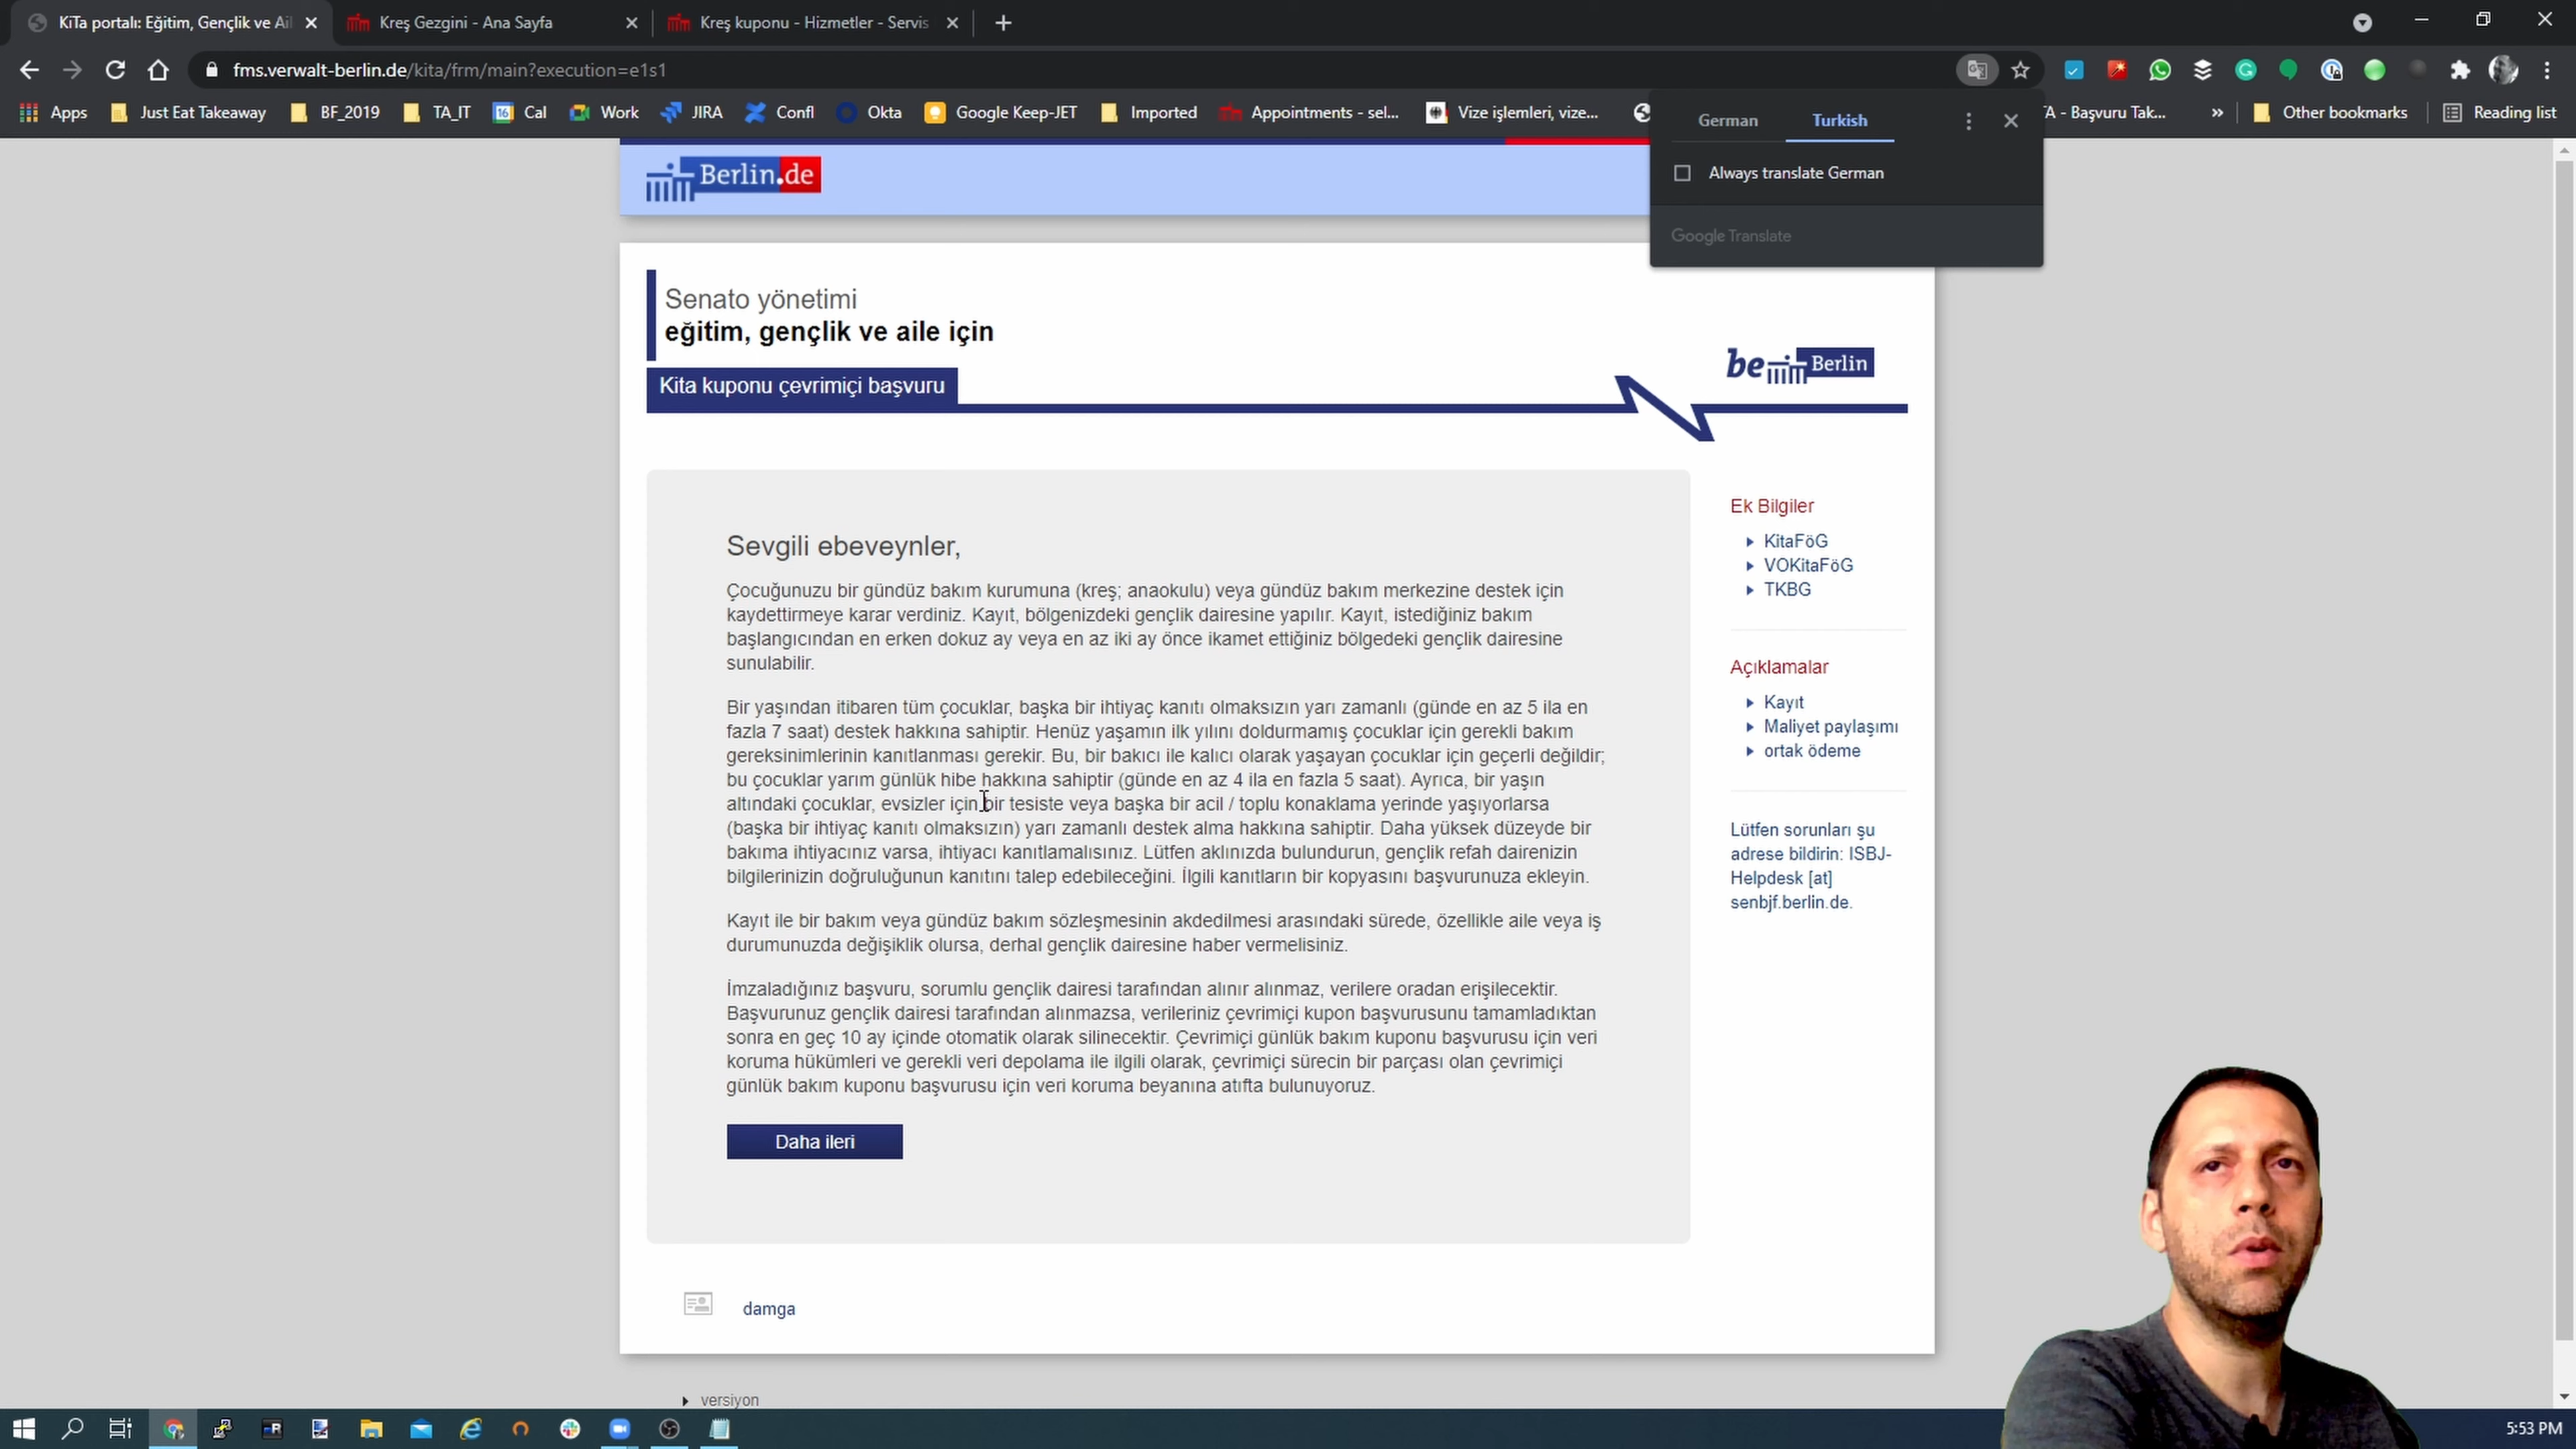 KiTa portalı: Eğitim, Gençlik ve Ail
Kreş Gezgini - Ana Sayfa
Kreş kuponu - Hizmetler - Servis
fms.verwalt-berlin.de/kita/frm/main?execution=e1s1
Apps
Just Eat Takeaway
BF_2019
TA_IT
Cal
Work
JIRA
Confl
Okta
Google Keep-JET
Imported
Appointments - sel...
Vize işlemleri, vize...
TA - Başvuru Tak...
Other bookmarks
Reading list
German
Turkish
Always translate German
Google Translate
Berlin.de
Senato yönetimi
eğitim, gençlik ve aile için
be Berlin
Kita kuponu çevrimiçi başvuru
Sevgili ebeveynler,
Çocuğunuzu bir gündüz bakım kurumuna (kreş; anaokulu) veya gündüz bakım merkezine destek için
kaydettirmeye karar verdiniz. Kayıt, bölgenizdeki gençlik dairesine yapılır. Kayıt, istediğiniz bakım
başlangıcından en erken dokuz ay veya en az iki ay önce ikamet ettiğiniz bölgedeki gençlik dairesine
sunulabilir.
Bir yaşından itibaren tüm çocuklar, başka bir ihtiyaç kanıtı olmaksızın yarı zamanlı (günde en az 5 ila en
fazla 7 saat) destek hakkına sahiptir. Henüz yaşamın ilk yılını doldurmamış çocuklar için gerekli bakım
gereksinimlerinin kanıtlanması gerekir. Bu, bir bakıcı ile kalıcı olarak yaşayan çocuklar için geçerli değildir;
bu çocuklar yarım günlük hibe hakkına sahiptir (günde en az 4 ila en fazla 5 saat). Ayrıca, bir yaşın
altındaki çocuklar, evsizler için bir tesiste veya başka bir acil / toplu konaklama yerinde yaşıyorlarsa
(başka bir ihtiyaç kanıtı olmaksızın) yarı zamanlı destek alma hakkına sahiptir. Daha yüksek düzeyde bir
bakıma ihtiyacınız varsa, ihtiyacı kanıtlamalısınız. Lütfen aklınızda bulundurun, gençlik refah dairenizin
bilgilerinizin doğruluğunun kanıtını talep edebileceğini. İlgili kanıtların bir kopyasını başvurunuza ekleyin.
Kayıt ile bir bakım veya gündüz bakım sözleşmesinin akdedilmesi arasındaki sürede, özellikle aile veya iş
durumunuzda değişiklik olursa, derhal gençlik dairesine haber vermelisiniz.
İmzaladığınız başvuru, sorumlu gençlik dairesi tarafından alınır alınmaz, verilere oradan erişilecektir.
Başvurunuz gençlik dairesi tarafından alınmazsa, verileriniz çevrimiçi kupon başvurusunu tamamladıktan
sonra en geç 10 ay içinde otomatik olarak silinecektir. Çevrimiçi günlük bakım kuponu başvurusu için veri
koruma hükümleri ve gerekli veri depolama ile ilgili olarak, çevrimiçi sürecin bir parçası olan çevrimiçi
günlük bakım kuponu başvurusu için veri koruma beyanına atıfta bulunuyoruz.
Daha ileri
Ek Bilgiler
KitaFöG
VOKitaFöG
TKBG
Açıklamalar
Kayıt
Maliyet paylaşımı
ortak ödeme
Lütfen sorunları şu
adrese bildirin: ISBJ-
Helpdesk [at]
senbjf.berlin.de.
damga
versiyon
5:53 PM